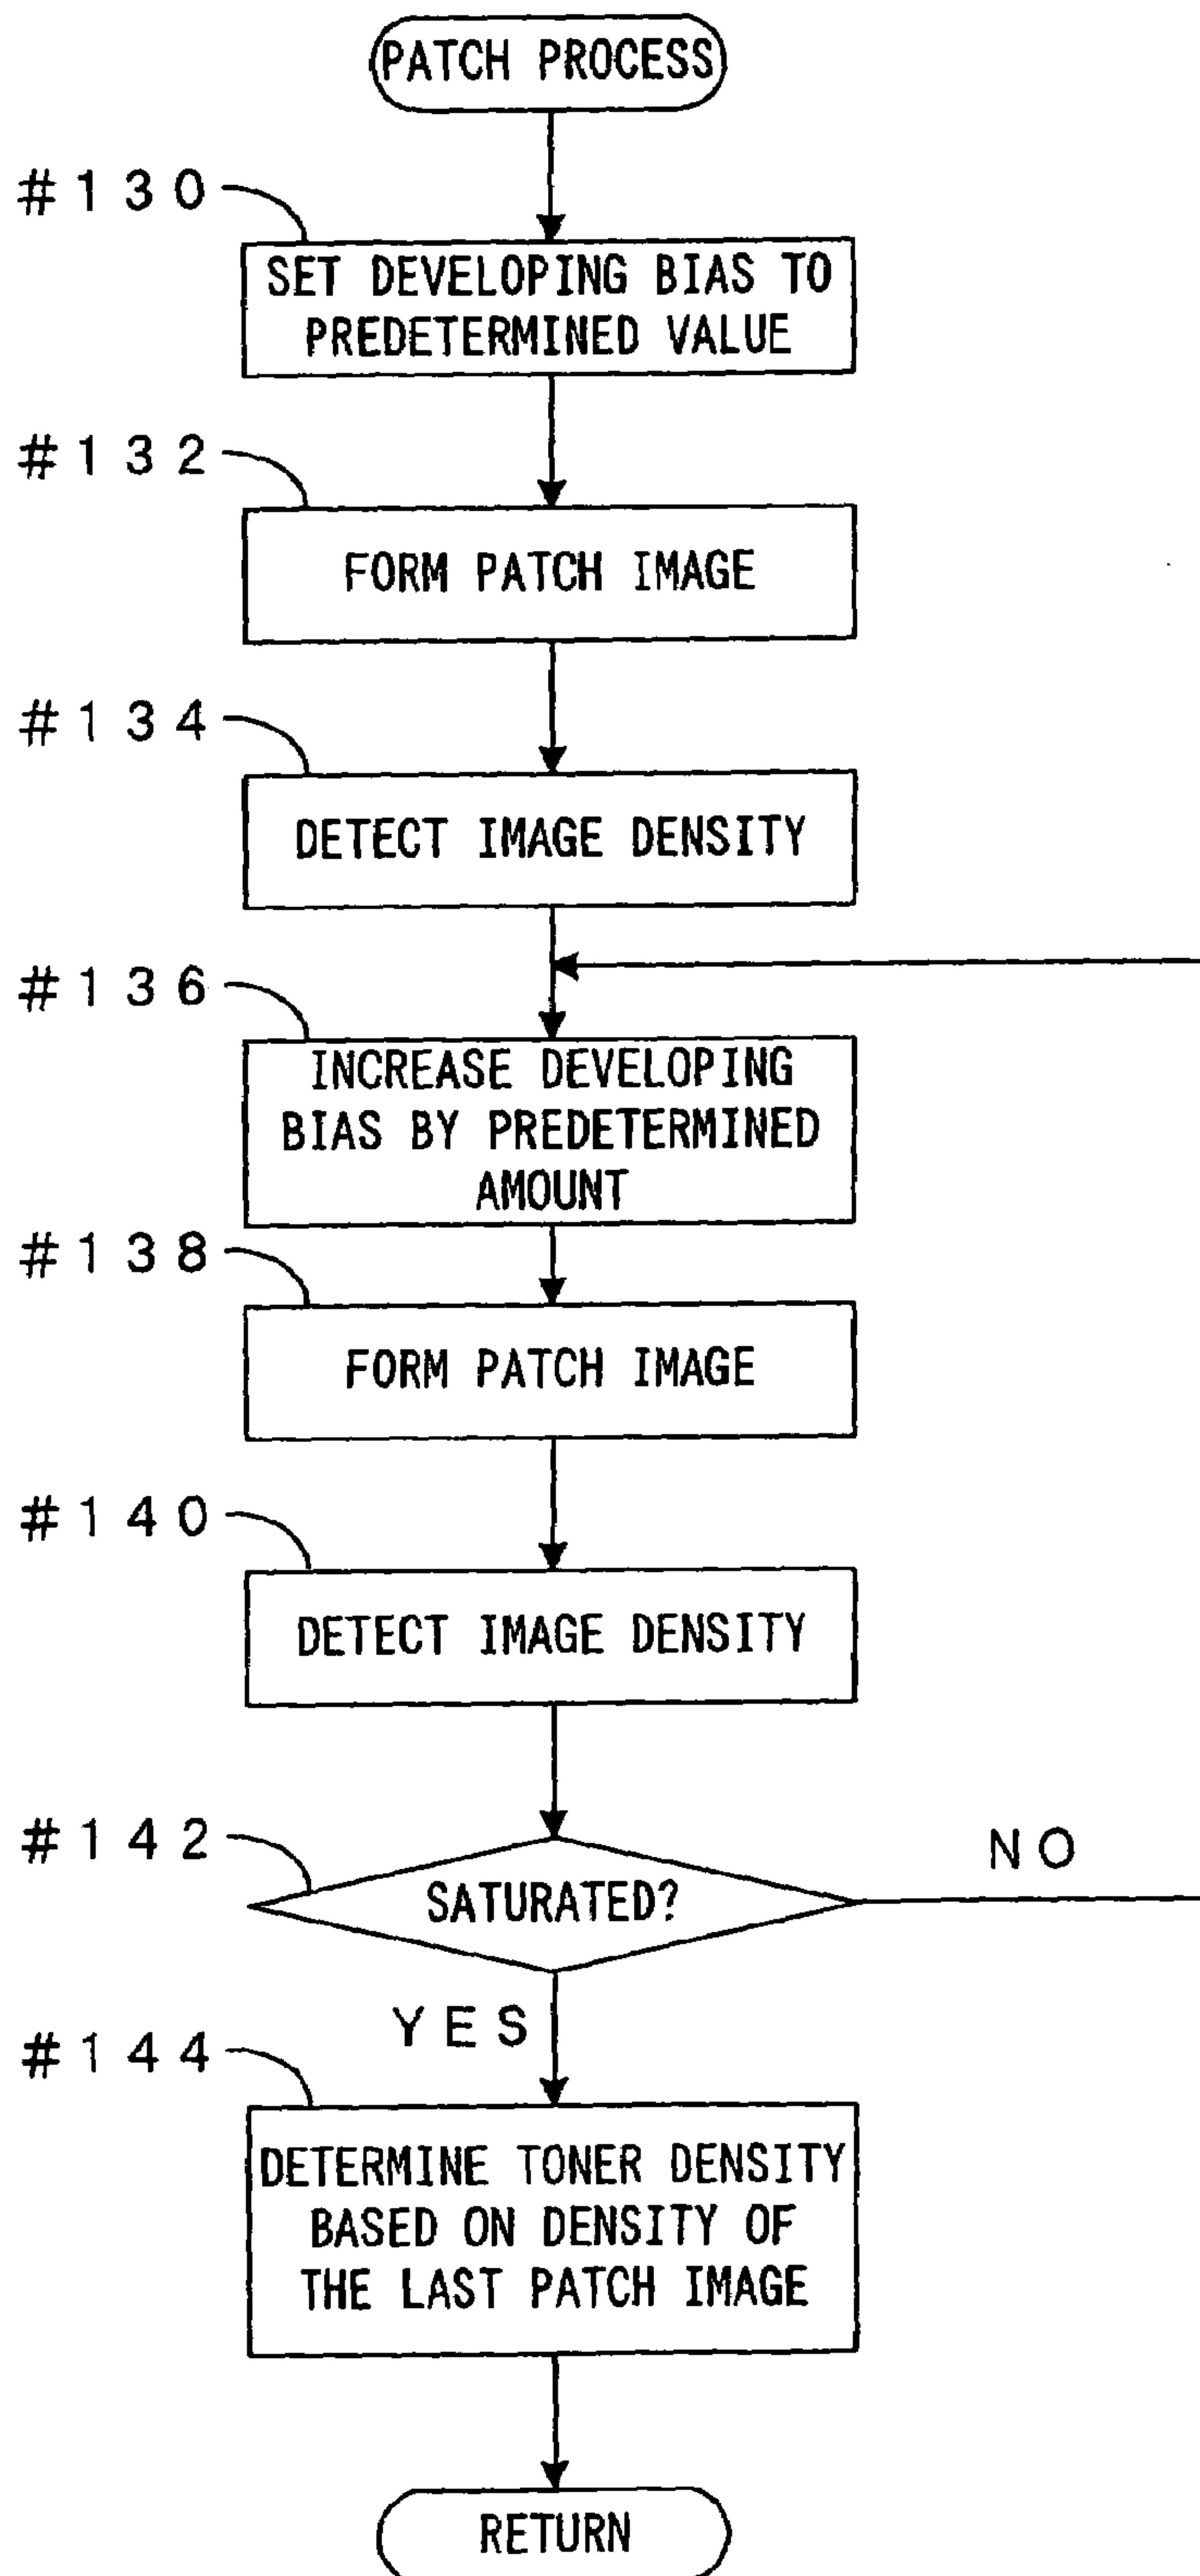 PATCH PROCESS
#130
SET DEVELOPING BIAS TO
PREDETERMINED VALUE
#132
FORM PATCH IMAGE
#134
DETECT IMAGE DENSITY
#136
INCREASE DEVELOPING
BIAS BY PREDETERMINED
AMOUNT
#138
FORM PATCH IMAGE
#140
DETECT IMAGE DENSITY
#142
SATURATED?
NO
YES
#144
DETERMINE TONER DENSITY
BASED ON DENSITY OF
THE LAST PATCH IMAGE
RETURN